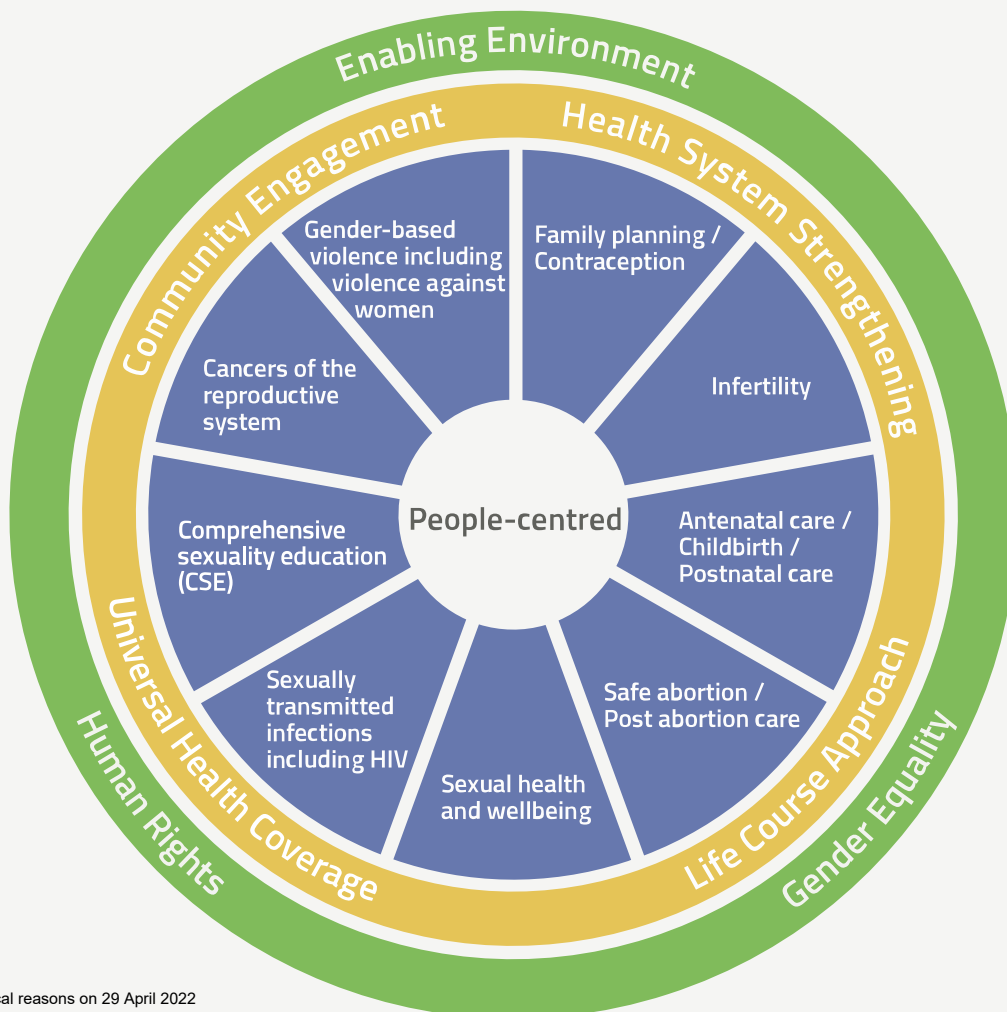 Enabling Environment
Community Engagement
Health System Strengthening
Gender-based
violence including
violence against
women
Family planning /
Contraception
Cancers of the
reproductive
system
Infertility
People-centred
Comprehensive
sexuality education
(CSE)
Antenatal care /
Childbirth /
Postnatal care
Sexually
transmitted
infections
including HIV
Safe abortion /
Post abortion care
Sexual health
and wellbeing
Universal Health Coverage
Life Course Approach
Human Rights
Gender Equality
reasons on 29 April 2022